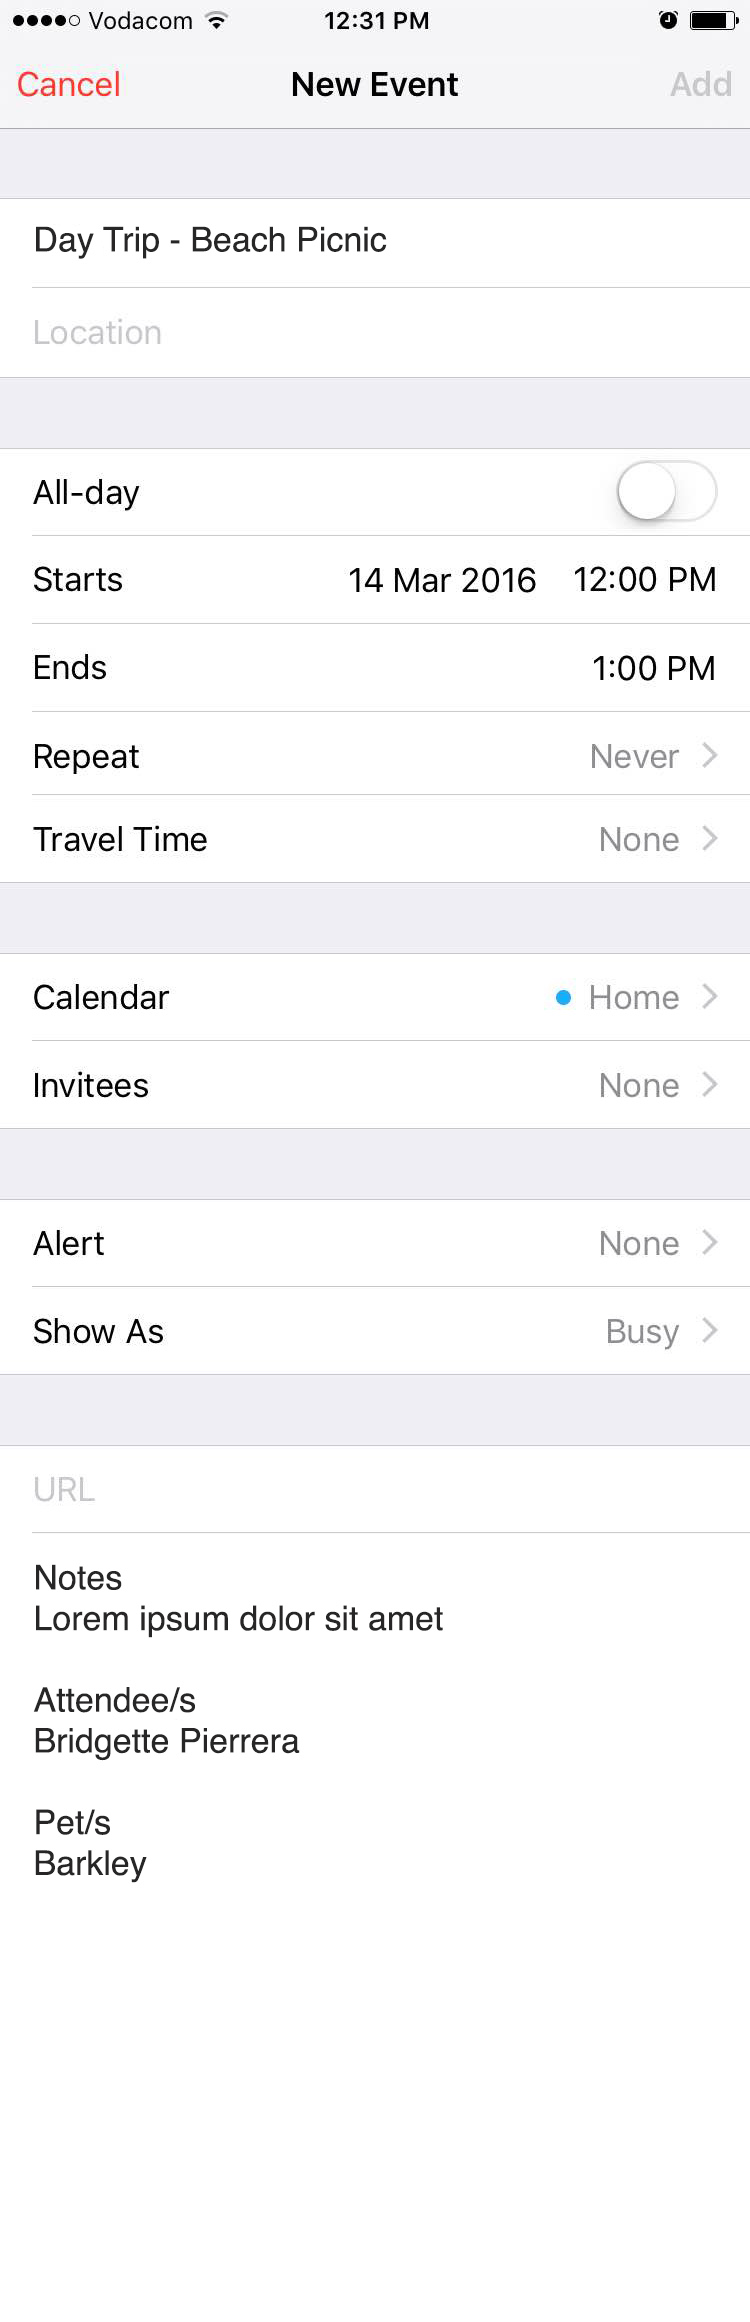 Vodacom 12:31 PM
Cancel New Event Add
Day Trip - Beach Picnic
Location
All-day
Starts 14 Mar 2016 12:00 PM
Ends 1:00 PM
Repeat Never
Travel Time None
Calendar Home
Invitees None
Alert None
Show As Busy
URL
Notes
Lorem ipsum dolor sit amet
Attendee/s
Bridgette Pierrera
Pet/s
Barkley